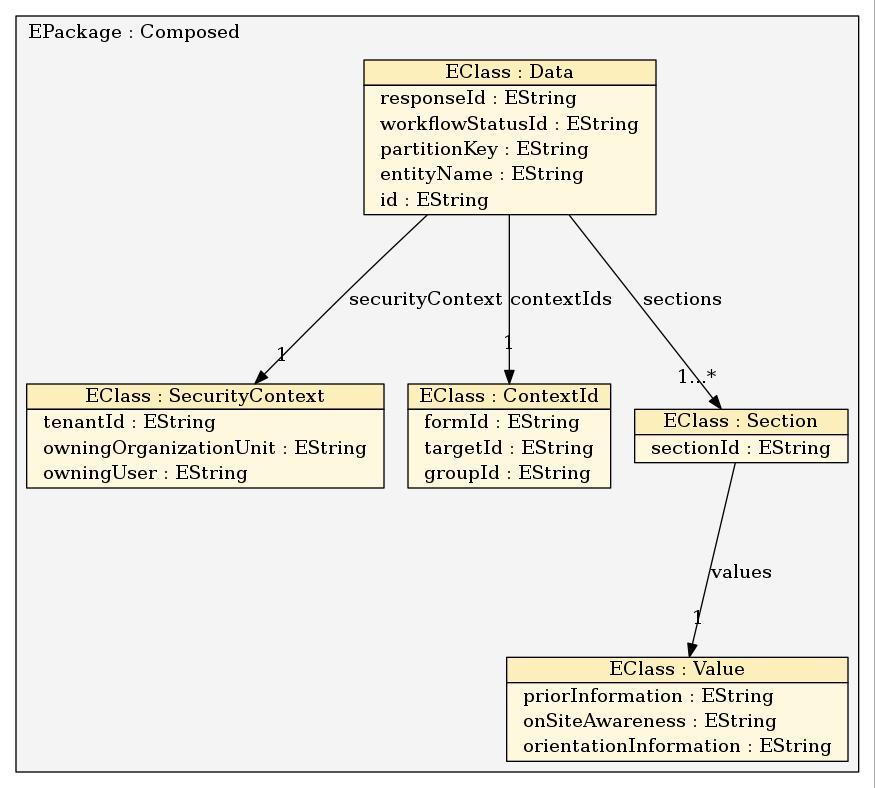 EPackage : Composed
EClass : Data
responseId : EString
workflowStatusId : EString
partitionKey : EString
entityName : EString
id : EString
securityContext
contextIds
sections
1
1
1...*
EClass : SecurityContext
tenantId : EString
owningOrganizationUnit : EString
owningUser : EString
EClass : ContextId
formId : EString
targetId : EString
groupId : EString
EClass : Section
sectionId : EString
values
1
EClass : Value
priorInformation : EString
onSiteAwareness : EString
orientationInformation : EString